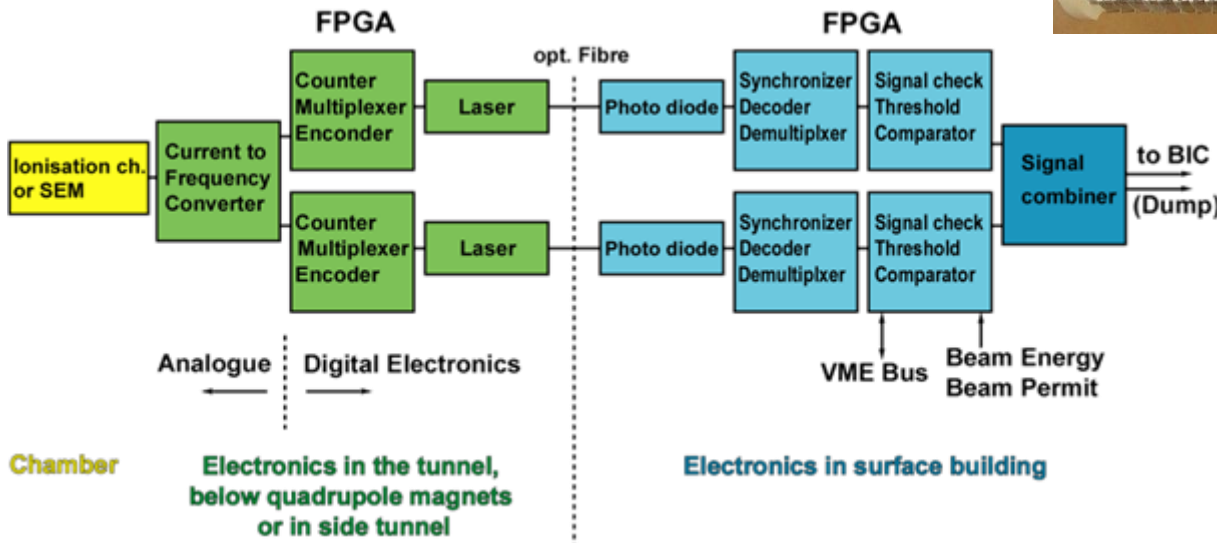 FPGA
FPGA
opt. Fibre
Counter
Multiplexer
Enconder
Laser
Photo diode
Synchronizer
Decoder
Demultiplxer
Signal check
Threshold
Comparator
Ionisation ch.
or SEM
Current to
Frequency
Converter
Signal
combiner
to BIC
(Dump)
Counter
Multiplexer
Encoder
Laser
Photo diode
Synchronizer
Decoder
Demultiplxer
Signal check
Threshold
Comparator
Analogue
Digital Electronics
VME Bus
Beam Energy
Beam Permit
Chamber
Electronics in the tunnel,
below quadrupole magnets
or in side tunnel
Electronics in surface building